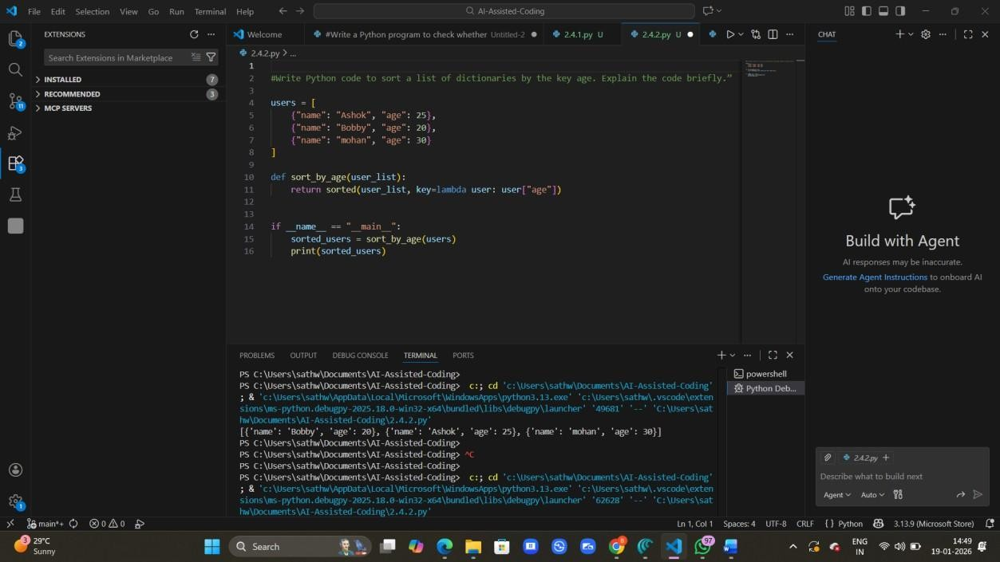 File Edit Selection View Go Run Terminal Help
AI-Assisted-Coding
2
11
3
1
EXTENSIONS
Search Extensions in Marketplace
INSTALLED 7
RECOMMENDED 3
MCP SERVERS
Welcome #Write a Python program to check whether Untitled-2 2.4.1.py U 2.4.2.py U
2.4.2.py > ...
1
2 #Write Python code to sort a list of dictionaries by the key age. Explain the code briefly.”
3
4 users = [
5 {"name": "Ashok", "age": 25},
6 {"name": "Bobby", "age": 20},
7 {"name": "mohan", "age": 30}
8 ]
9
10 def sort_by_age(user_list):
11 return sorted(user_list, key=lambda user: user["age"])
12
13
14 if __name__ == "__main__":
15 sorted_users = sort_by_age(users)
16 print(sorted_users)
PROBLEMS OUTPUT DEBUG CONSOLE TERMINAL PORTS
PS C:\Users\sathw\Documents\AI-Assisted-Coding>
PS C:\Users\sathw\Documents\AI-Assisted-Coding> c:; cd 'c:\Users\sathw\Documents\AI-Assisted-Coding'
; & 'c:\Users\sathw\AppData\Local\Microsoft\WindowsApps\python3.13.exe' 'c:\Users\sathw\.vscode\exten
sions\ms-python.debugpy-2025.18.0-win32-x64\bundled\libs\debugpy\launcher' '49681' '--' 'C:\Users\sat
hw\Documents\AI-Assisted-Coding\2.4.2.py'
[{'name': 'Bobby', 'age': 20}, {'name': 'Ashok', 'age': 25}, {'name': 'mohan', 'age': 30}]
PS C:\Users\sathw\Documents\AI-Assisted-Coding>
PS C:\Users\sathw\Documents\AI-Assisted-Coding> ^C
PS C:\Users\sathw\Documents\AI-Assisted-Coding>
PS C:\Users\sathw\Documents\AI-Assisted-Coding> c:; cd 'c:\Users\sathw\Documents\AI-Assisted-Coding'
; & 'c:\Users\sathw\AppData\Local\Microsoft\WindowsApps\python3.13.exe' 'c:\Users\sathw\.vscode\exten
sions\ms-python.debugpy-2025.18.0-win32-x64\bundled\libs\debugpy\launcher' '62628' '--' 'C:\Users\sat
hw\Documents\AI-Assisted-Coding\2.4.2.py'
powershell
Python Deb...
CHAT
Build with Agent
AI responses may be inaccurate.
Generate Agent Instructions to onboard AI
onto your codebase.
2.4.2.py
Describe what to build next
Agent Auto
main*+ 0 0 Ln 1, Col 1 Spaces: 4 UTF-8 CRLF { } Python 3.13.9 (Microsoft Store)
3
29°C
Sunny
Search
8
97
ENG
IN
14:49
19-01-2026